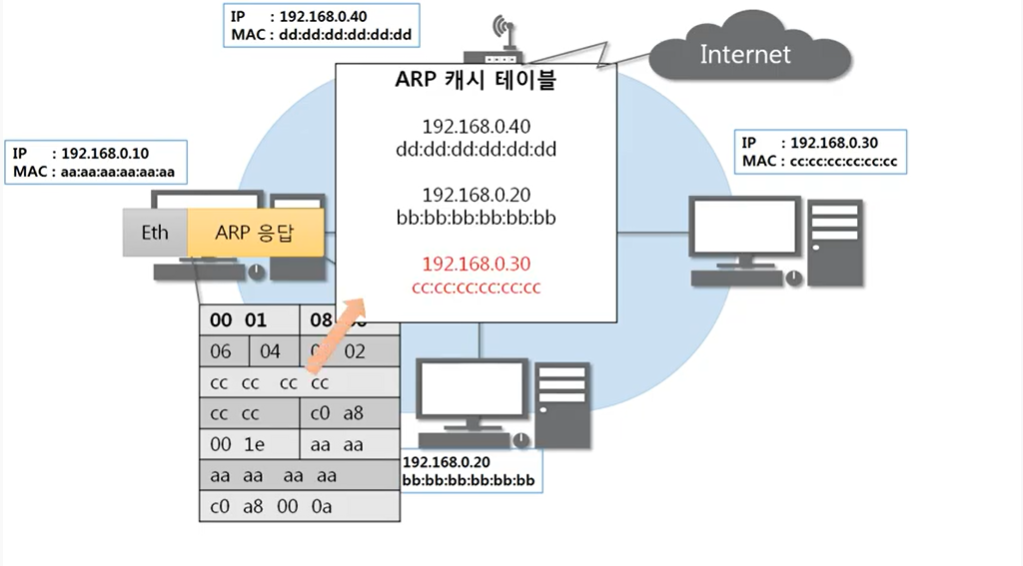 IP : 192.168.0.40
MAC : dd:dd:dd:dd:dd:dd
Internet
ARP 캐시 테이블
192.168.0.40
dd:dd:dd:dd:dd:dd
192.168.0.20
bb:bb:bb:bb:bb:bb
192.168.0.30
cc:cc:cc:cc:cc:cc
IP : 192.168.0.10
MAC : aa:aa:aa:aa:aa:aa
IP : 192.168.0.30
MAC : cc:cc:cc:cc:cc:cc
Eth ARP 응답
00 01 08
06 04 02
cc cc cc cc
cc cc c0 a8
00 1e aa aa
aa aa aa aa
c0 a8 00 0a
192.168.0.20
bb:bb:bb:bb:bb:bb